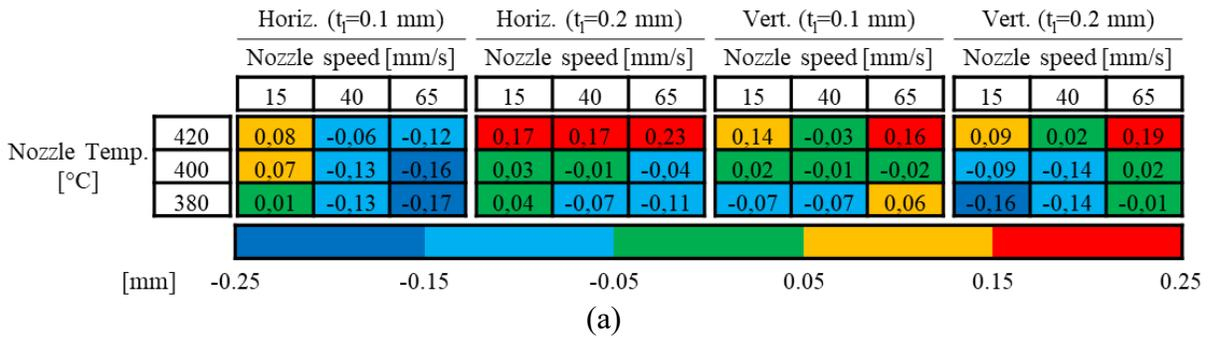 Horiz. (tl=0.1 mm) Horiz. (tl=0.2 mm) Vert. (tl=0.1 mm) Vert. (tl=0.2 mm)
Nozzle speed [mm/s] Nozzle speed [mm/s] Nozzle speed [mm/s] Nozzle speed [mm/s]
15 40 65 15 40 65 15 40 65 15 40 65
Nozzle Temp.
[°C]
420 0,08 -0,06 -0,12 0,17 0,17 0,23 0,14 -0,03 0,16 0,09 0,02 0,19
400 0,07 -0,13 -0,16 0,03 -0,01 -0,04 0,02 -0,01 -0,02 -0,09 -0,14 0,02
380 0,01 -0,13 -0,17 0,04 -0,07 -0,11 -0,07 -0,07 0,06 -0,16 -0,14 -0,01
[mm] -0.25 -0.15 -0.05 0.05 0.15 0.25
(a)